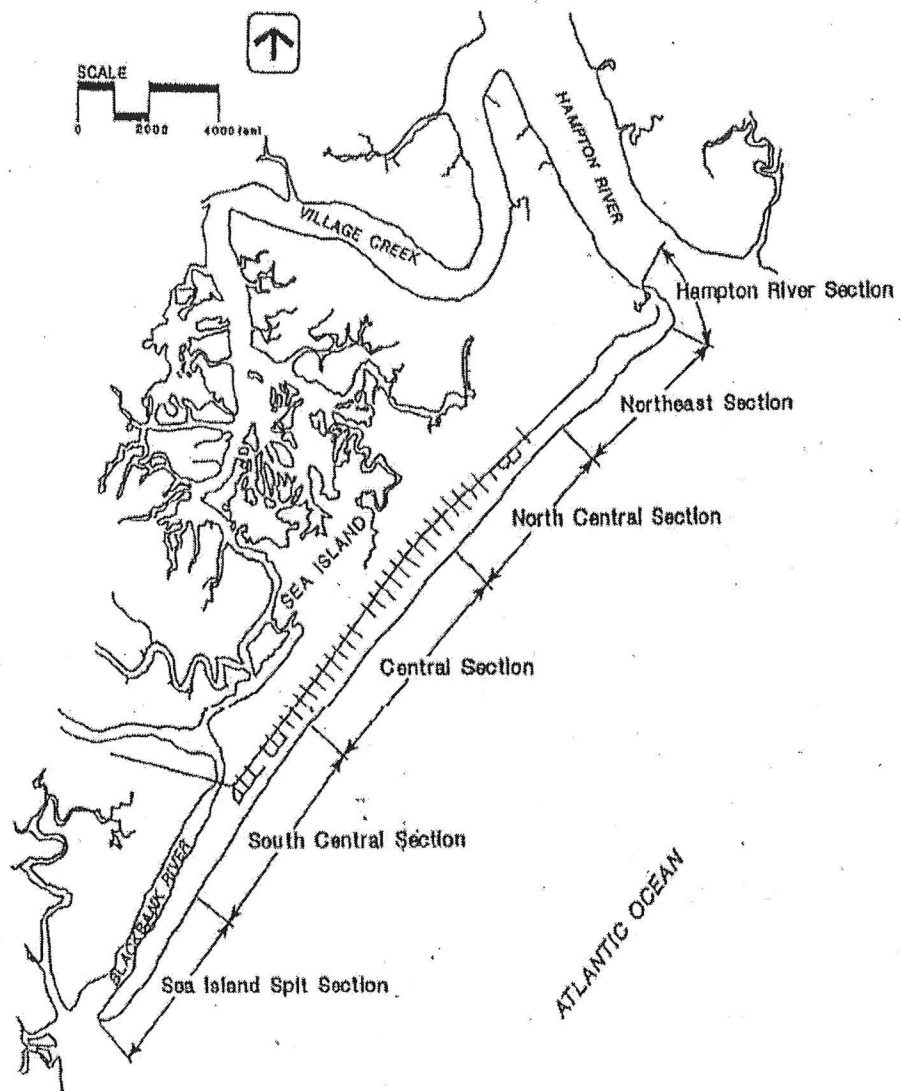 SCALE
0 2000 4000
HAMPTON RIVER
VILLAGE CREEK
Hampton River Section
Northeast Section
North Central Section
SEA ISLAND
Central Section
South Central Section
BLACKBANK RIVER
ATLANTIC OCEAN
Sea Island Spit Section